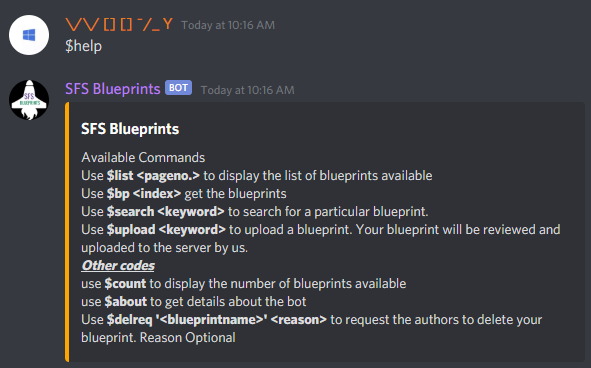 \/\/ [] [] ~/_ Y Today at 10:16 AM
$help
SFS Blueprints BOT Today at 10:16 AM
SFS Blueprints
Available Commands
Use $list <pageno.> to display the list of blueprints available
Use $bp <index> get the blueprints
Use $search <keyword> to search for a particular blueprint.
Use $upload <keyword> to upload a blueprint. Your blueprint will be reviewed and
uploaded to the server by us.
Other codes
use $count to display the number of blueprints available
use $about to get details about the bot
Use $delreq '<blueprintname>' <reason> to request the authors to delete your
blueprint. Reason Optional